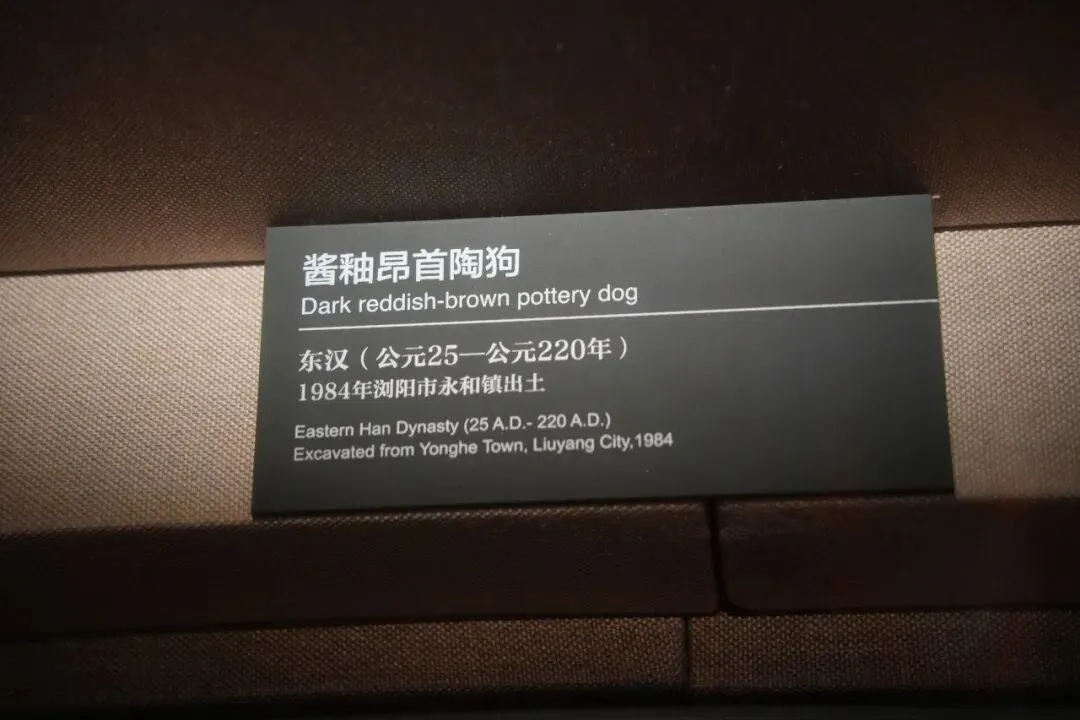 酱釉昂首陶狗
Dark reddish-brown pottery dog
东汉（公元25—公元220年）
1984年浏阳市永和镇出土
Eastern Han Dynasty (25 A.D.- 220 A.D.)
Excavated from Yonghe Town, Liuyang City,1984